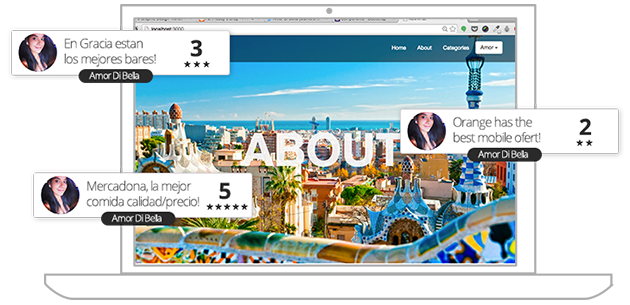 localhost:3000
Home About Categories Amor
En Gracia estan
los mejores bares!
3
Amor Di Bella
Orange has the
best mobile ofert!
2
Amor Di Bella
ABOUT
Mercadona, la mejor
comida calidad/precio!
5
Amor Di Bella